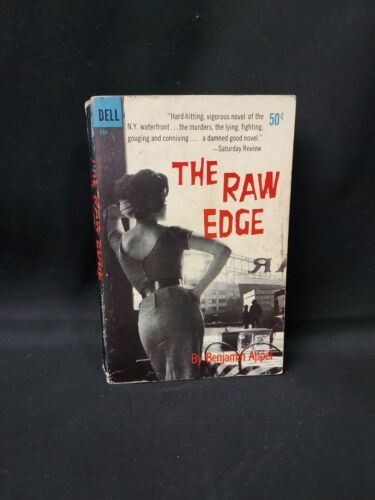 DELL
F81
"Hard-hitting, vigorous novel of the
N.Y. waterfront...the murders, the lying, fighting,
gouging and conniving... a damned good novel."
—Saturday Review
50¢
THE
RAW
EDGE
By Benjamin Appel
THE RAW EDGE